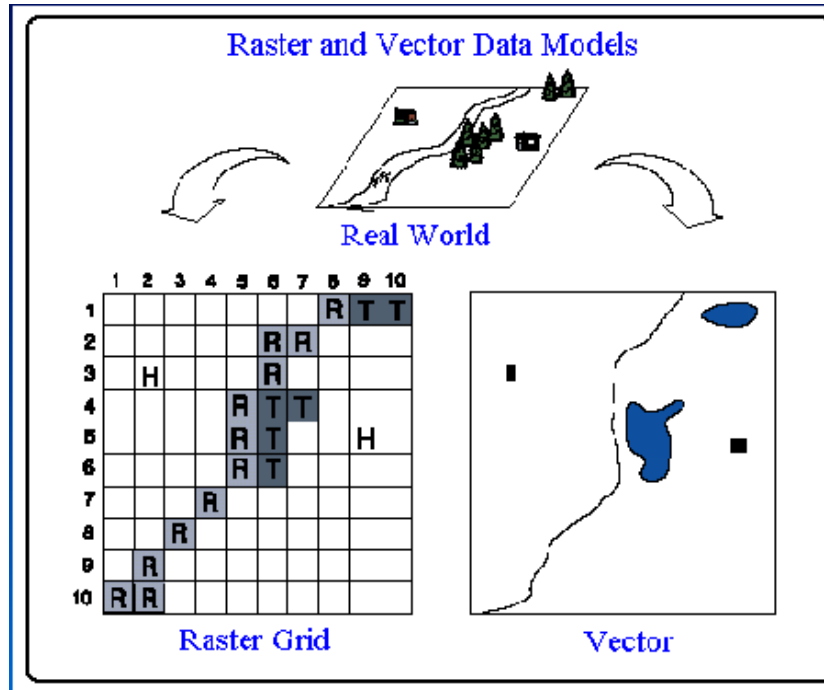 Raster and Vector Data Models
Real World
1 2 3 4 5 6 7 8 9 10
1 R T T
2 R R
3 H R
4 R T T
5 R T H
6 R T
7 R
8 R
9 R
10 R R
Raster Grid
Vector